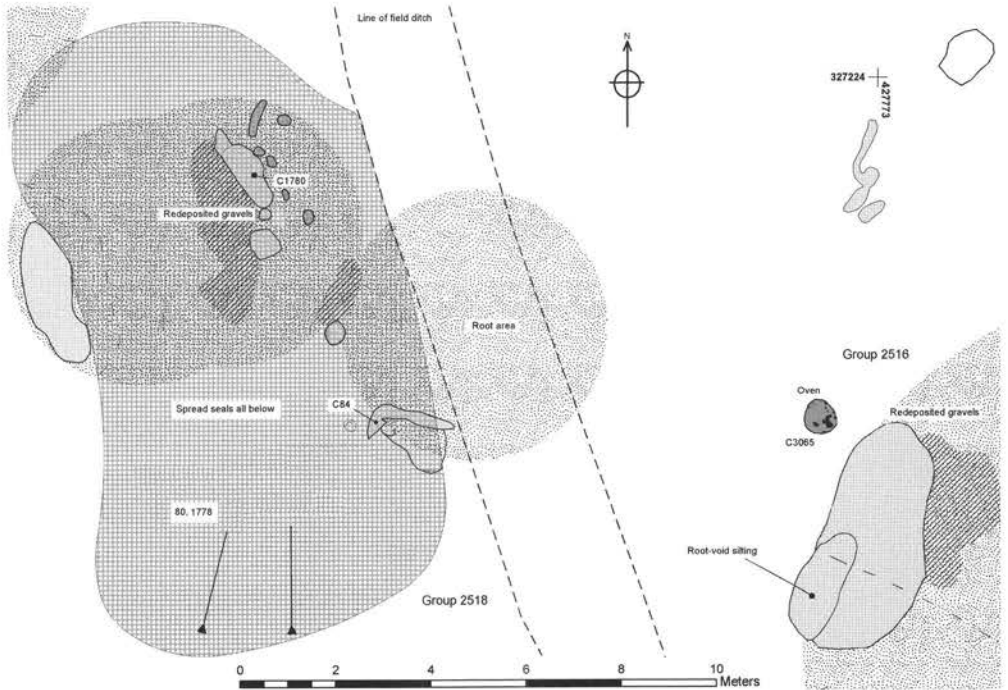 Line of field ditch
N
327224
427773
C1780
Redeposited gravels
Root area
Group 2516
Oven
Spread seals all below
C84
Redeposited gravels
C3065
80, 1778
Root-void silting
Group 2518
0 2 4 6 8 10
Meters